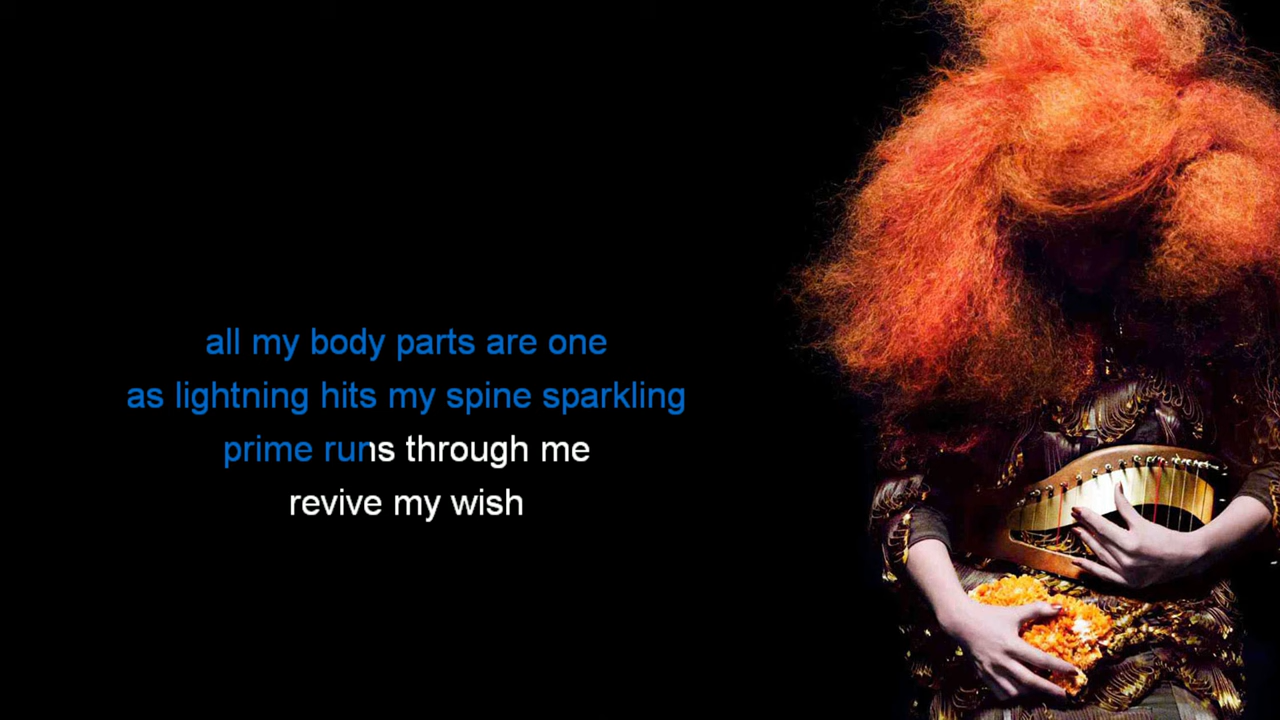 all my body parts are one
as lightning hits my spine sparkling
prime runs through me
revive my wish